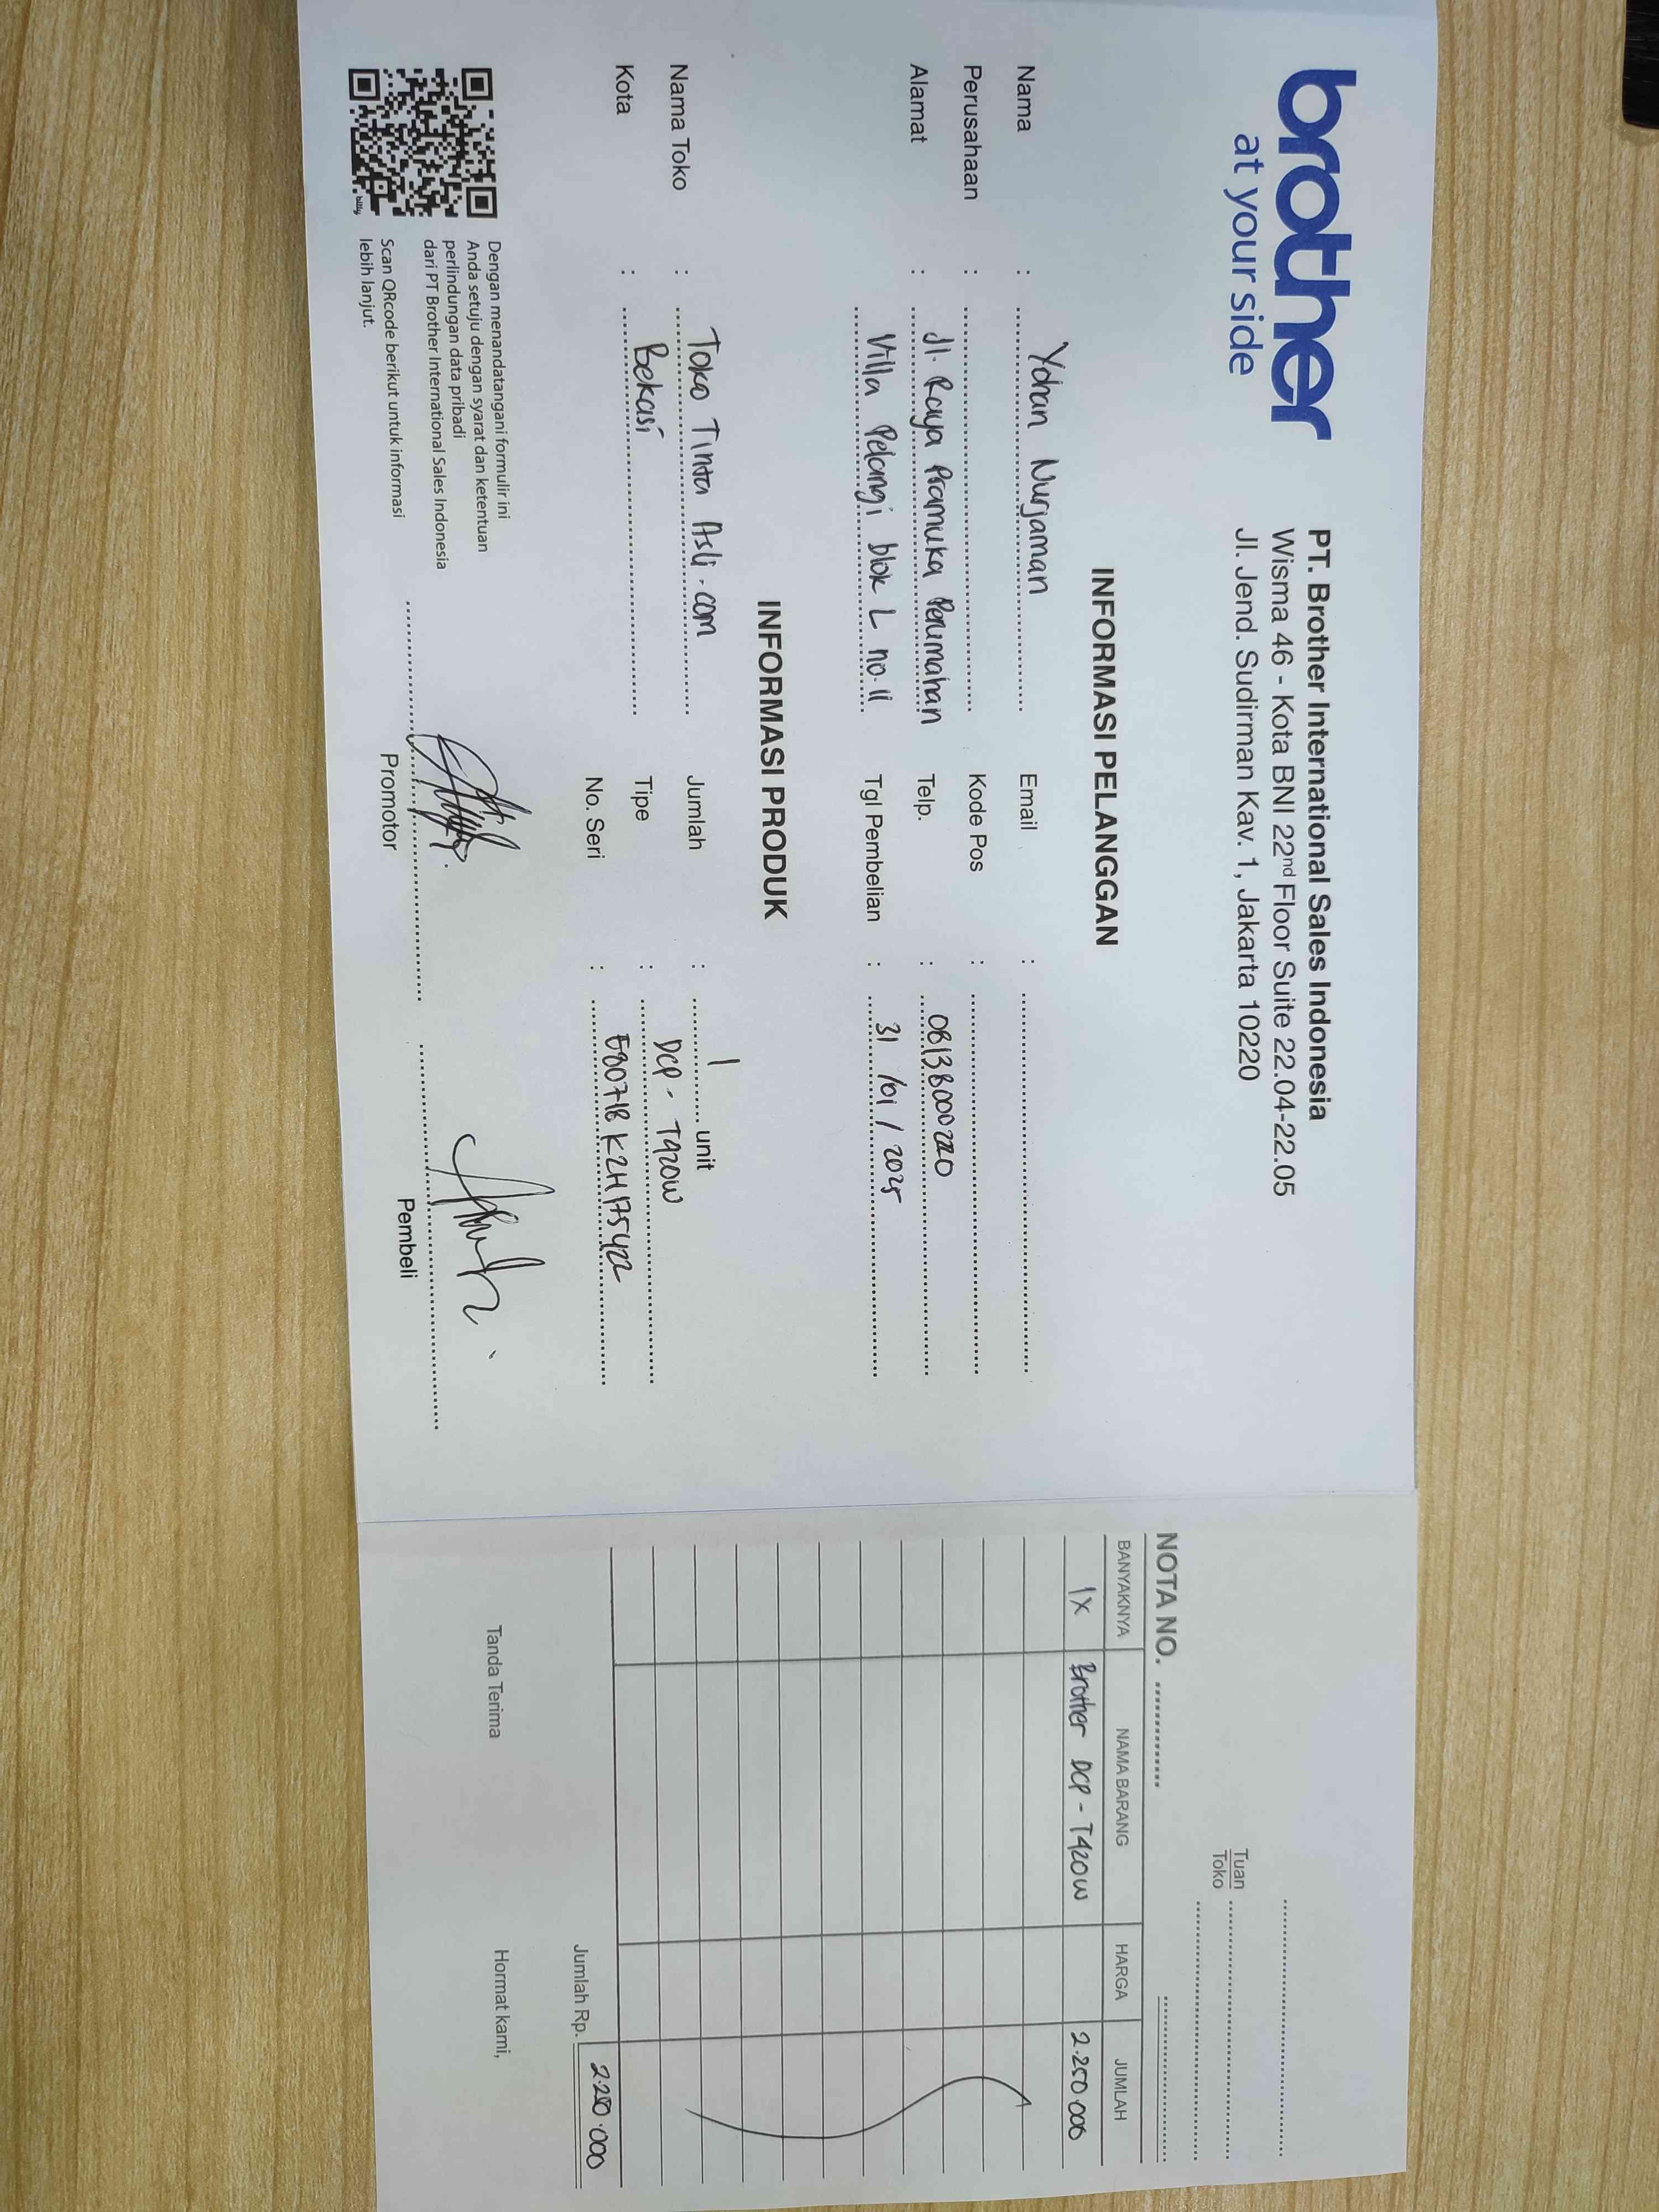 brother
at your side
PT. Brother International Sales Indonesia
Wisma 46 - Kota BNI 22nd Floor Suite 22.04-22.05
Jl. Jend. Sudirman Kav. 1, Jakarta 10220
INFORMASI PELANGGAN
Nama : Yohan Nurjaman
Email :
Perusahaan :
Kode Pos :
Alamat : Jl. Raya Pramuka Perumahan
Telp. : 081380002220
Villa Pelangi blok L no. 11
Tgl Pembelian : 31 / 01 / 2025
INFORMASI PRODUK
Nama Toko : Toko Tinta Asli.com
Jumlah : 1 unit
Kota : Bekasi
Tipe : DCP - T420W
No. Seri : E80718K2H175422
Dengan menandatangani formulir ini
Anda setuju dengan syarat dan ketentuan
perlindungan data pribadi
dari PT Brother International Sales Indonesia
Scan QRcode berikut untuk informasi
lebih lanjut.
bitly
Promotor
Pembeli
Tuan
Toko
NOTA NO.
BANYAKNYA NAMA BARANG HARGA JUMLAH
1x Brother DCP - T420W 2.250.000
Jumlah Rp. 2.250.000
Tanda Terima Hormat kami,